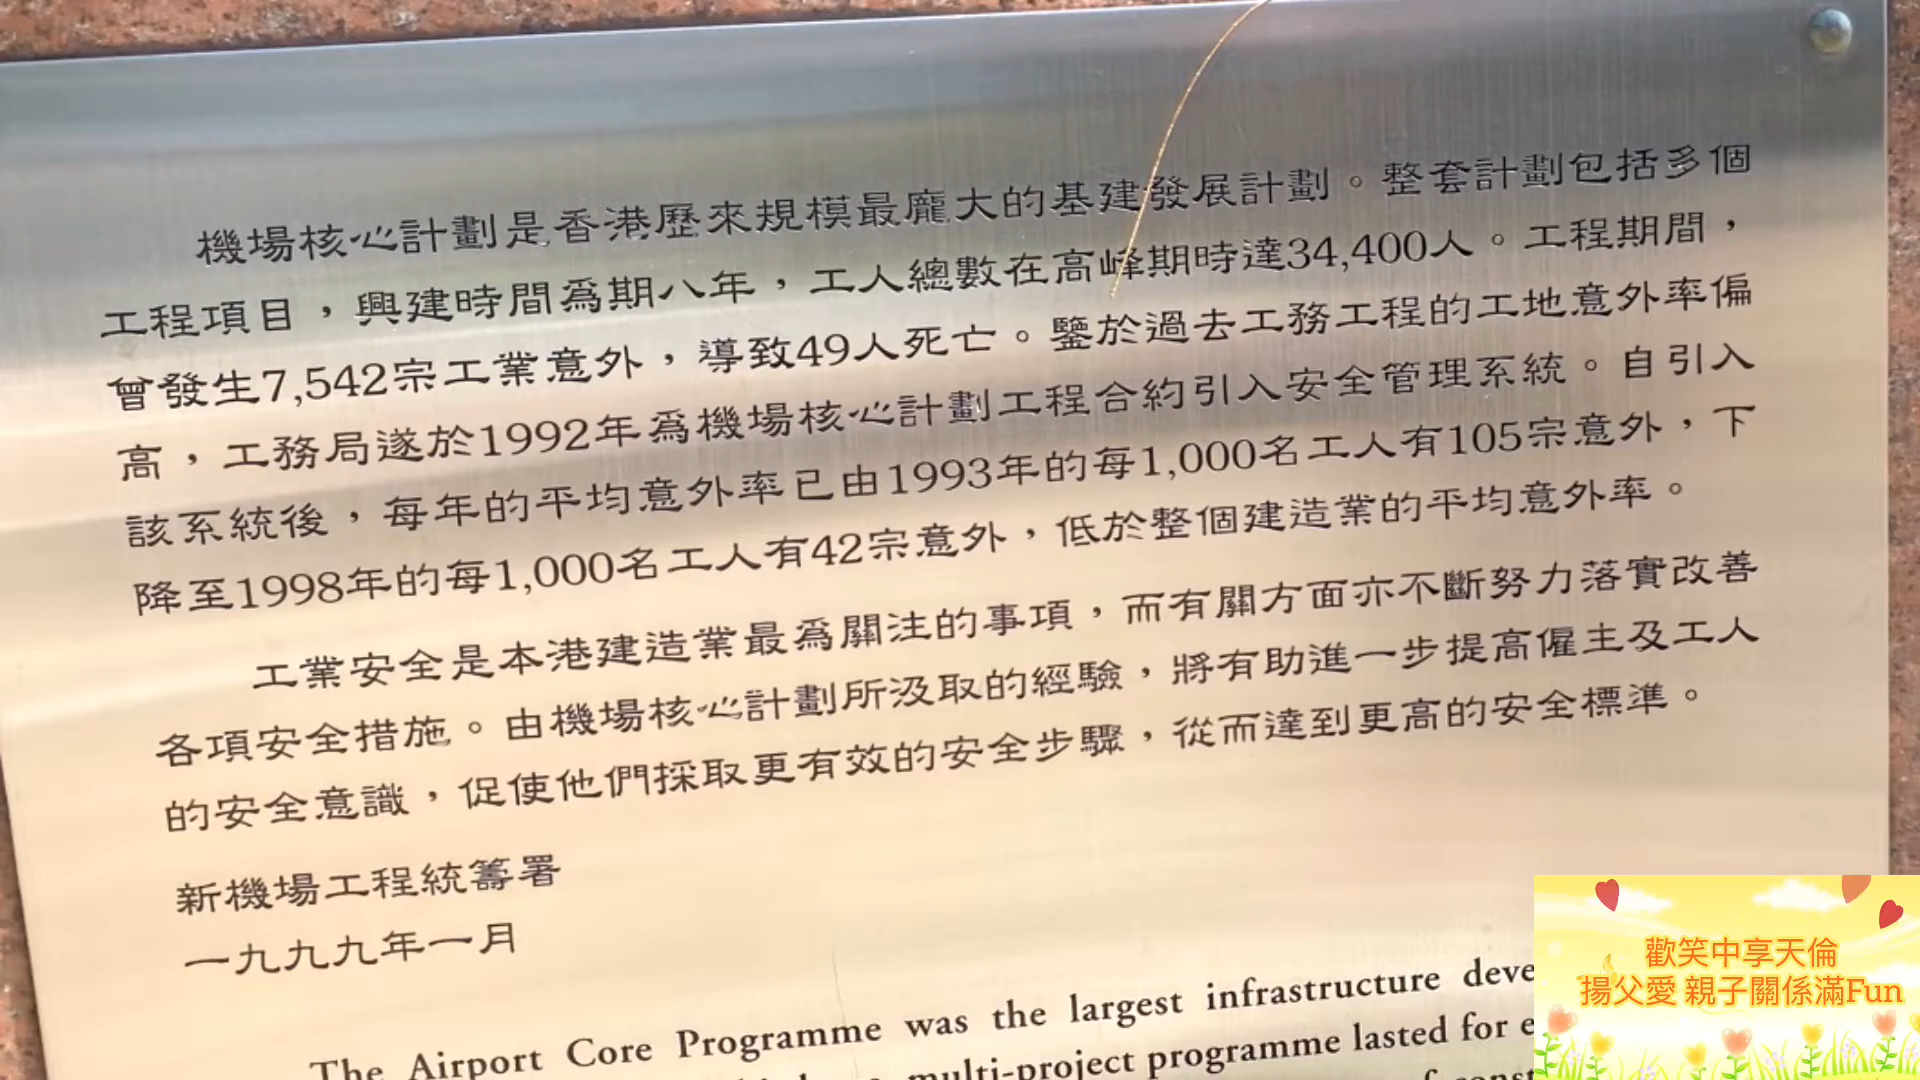 機場核心計劃是香港歷來規模最龐大的基建發展計劃。整套計劃包括多個
工程項目，興建時間為期八年，工人總數在高峰期時達34,400人。工程期間，
曾發生7,542宗工業意外，導致49人死亡。鑒於過去工務工程的工地意外率偏
高，工務局遂於1992年為機場核心計劃工程合約引入安全管理系統。自引入
該系統後，每年的平均意外率已由1993年的每1,000名工人有105宗意外，下
降至1998年的每1,000名工人有42宗意外，低於整個建造業的平均意外率。
工業安全是本港建造業最為關注的事項，而有關方面亦不斷努力落實改善
各項安全措施。由機場核心計劃所汲取的經驗，將有助進一步提高僱主及工人
的安全意識，促使他們採取更有效的安全步驟，從而達到更高的安全標準。
新機場工程統籌署
一九九九年一月
The Airport Core Programme was the largest infrastructure deve
multi-project programme lasted for e
of const
歡笑中享天倫
揚父愛 親子關係滿Fun